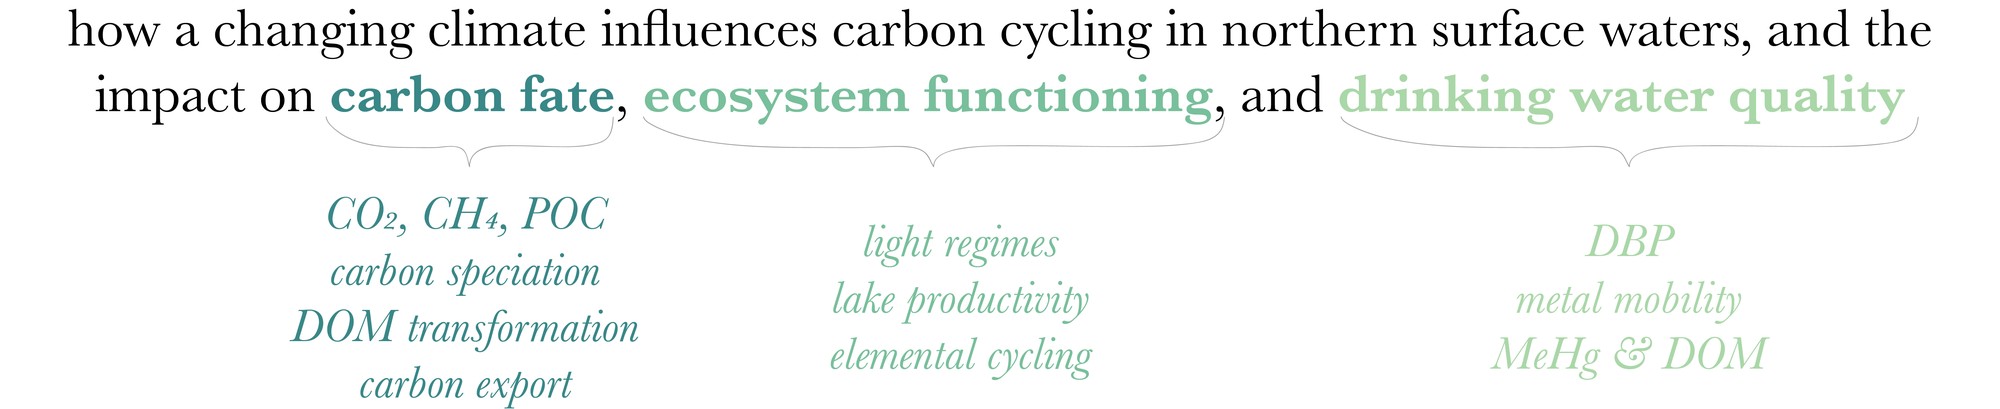 how a changing climate influences carbon cycling in northern surface waters, and the
impact on carbon fate, ecosystem functioning, and drinking water quality
CO₂, CH₄, POC
carbon speciation
DOM transformation
carbon export
light regimes
lake productivity
elemental cycling
DBP
metal mobility
MeHg & DOM